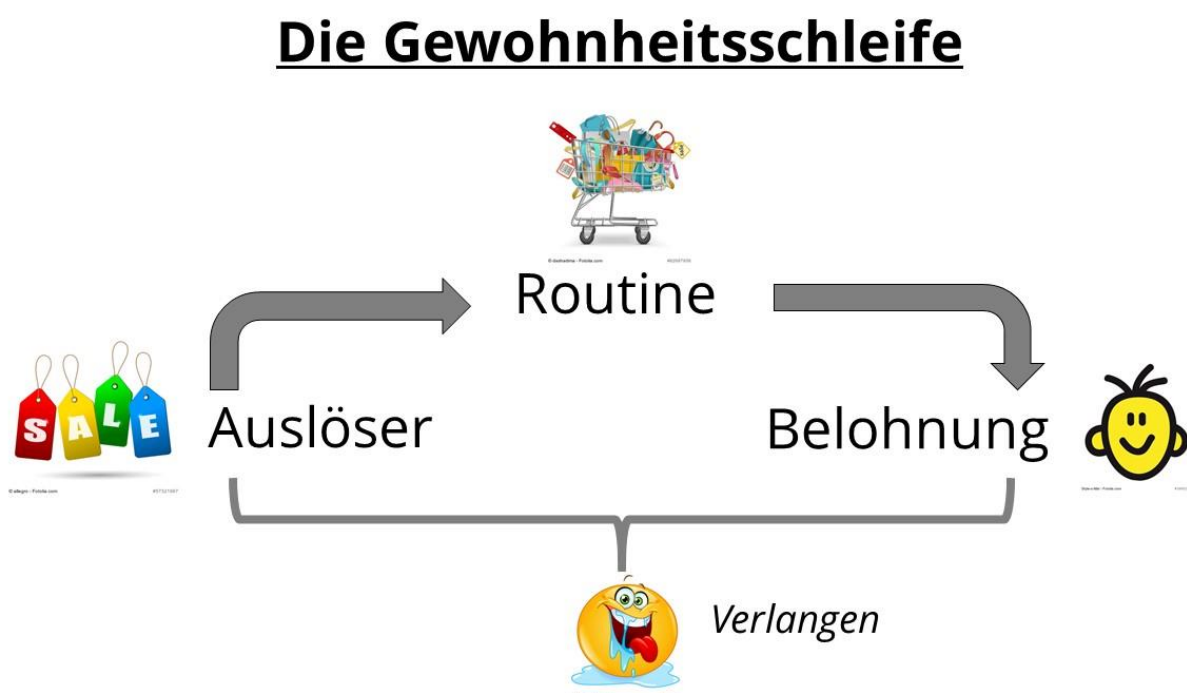 Die Gewohnheitsschleife
Routine
SALE
Auslöser
Belohnung
Verlangen